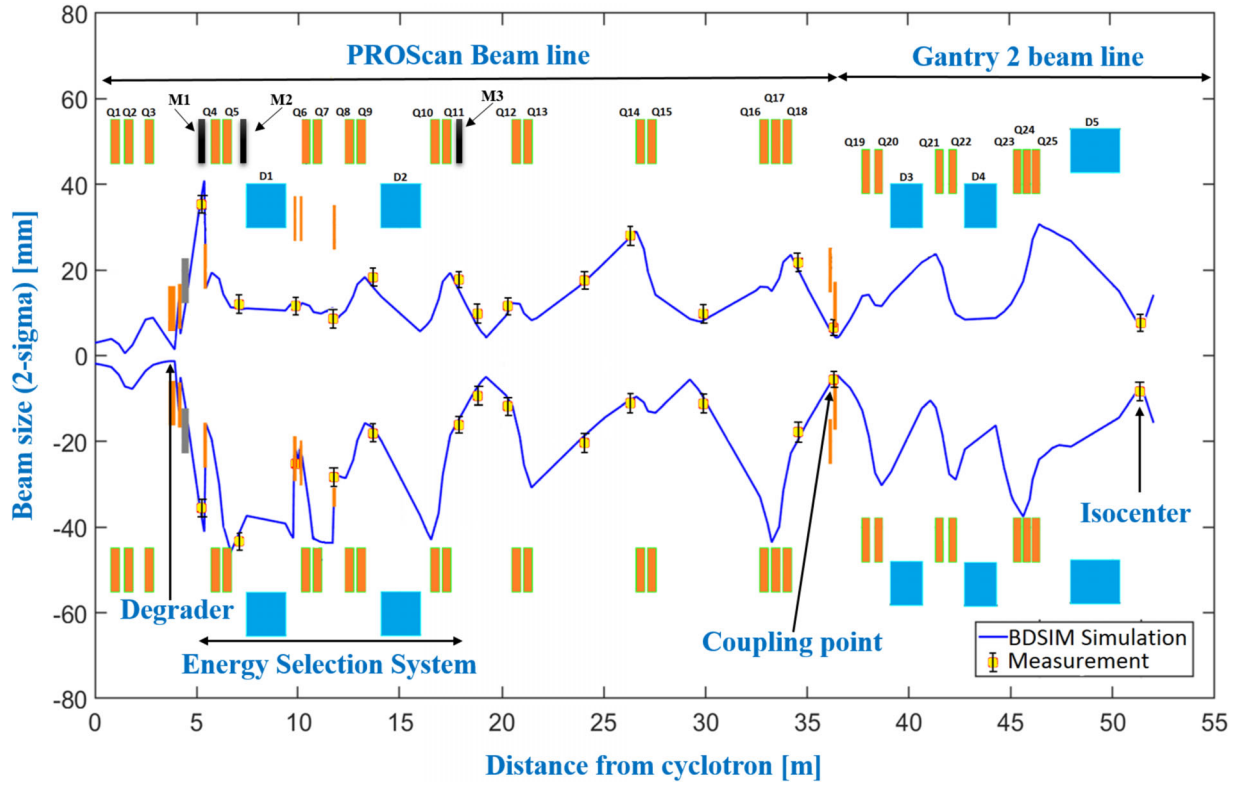 80
60
40
20
0
-20
-40
-60
-80
Beam size (2-sigma) [mm]
PROScan Beam line
Gantry 2 beam line
M1
M2
M3
Q1 Q2 Q3
Q4 Q5
Q6 Q7
Q8 Q9
Q10 Q11
Q12 Q13
Q14 Q15
Q17
Q16 Q18
D5
Q24
Q19 Q20
Q21 Q22
Q23 Q25
D1
D2
D3
D4
Degrader
Energy Selection System
Coupling point
Isocenter
BDSIM Simulation
Measurement
0 5 10 15 20 25 30 35 40 45 50 55
Distance from cyclotron [m]